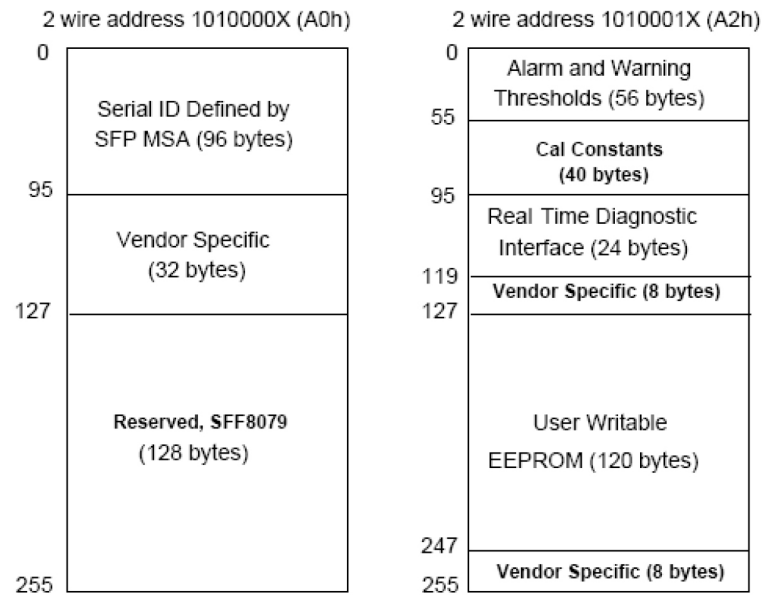 2 wire address 1010000X (A0h)
0
Serial ID Defined by
SFP MSA (96 bytes)
95
Vendor Specific
(32 bytes)
127
Reserved, SFF8079
(128 bytes)
255
2 wire address 1010001X (A2h)
0
Alarm and Warning
Thresholds (56 bytes)
55
Cal Constants
(40 bytes)
95
Real Time Diagnostic
Interface (24 bytes)
119
Vendor Specific (8 bytes)
127
User Writable
EEPROM (120 bytes)
247
Vendor Specific (8 bytes)
255